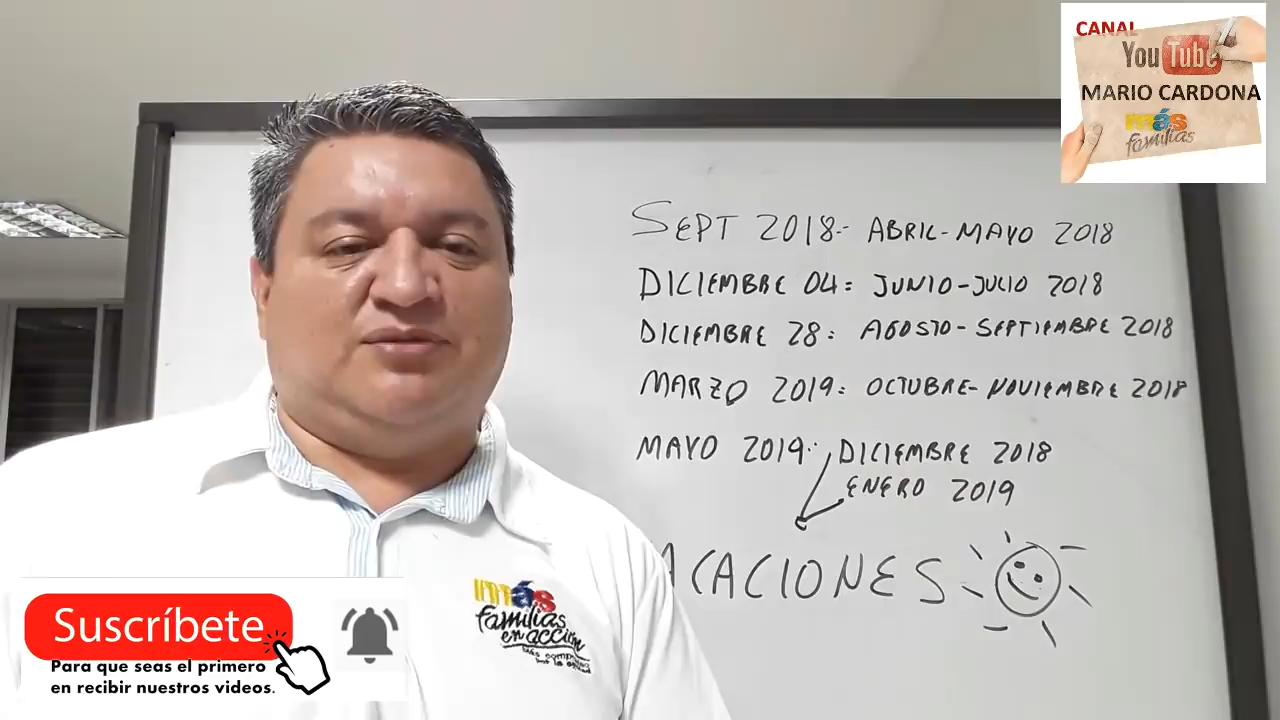 CANAL
YouTube
MARIO CARDONA
más
familias
SEPT 2018:- ABRIL-MAYO 2018
DICIEMBRE 04: JUNIO-JULIO 2018
DICIEMBRE 28: AGOSTO-SEPTIEMBRE 2018
MARZO 2019: OCTUBRE-NOVIEMBRE 2018
MAYO 2019: DICIEMBRE 2018
ENERO 2019
ACACIONES
más
familias
en acción
Suscríbete
Para que seas el primero
en recibir nuestros videos.